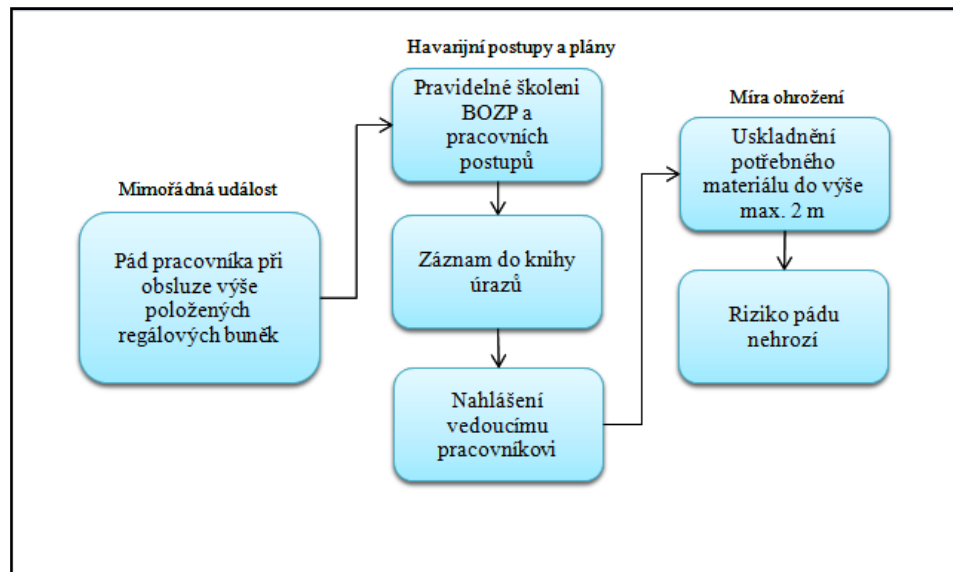 Mimořádná událost
Pád pracovníka při
obsluze výše
položených
regálových buněk
Havarijní postupy a plány
Pravidelné školeni
BOZP a
pracovních
postupů
Záznam do knihy
úrazů
Nahlášení
vedoucímu
pracovníkovi
Míra ohrožení
Uskladnění
potřebného
materiálu do výše
max. 2 m
Riziko pádu
nehrozí